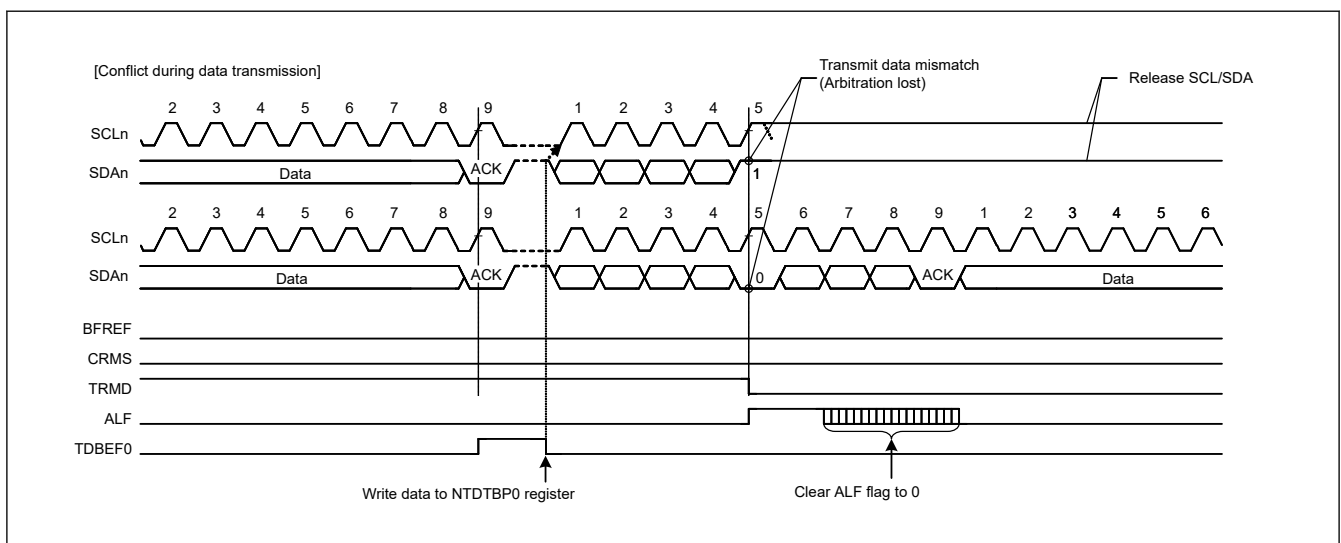 [Conflict during data transmission]
Transmit data mismatch
(Arbitration lost)
Release SCL/SDA
2 3 4 5 6 7 8 9 1 2 3 4 5
SCLn
SDAn Data ACK 1
2 3 4 5 6 7 8 9 1 2 3 4 5 6 7 8 9 1 2 3 4 5 6
SCLn
SDAn Data ACK 0 ACK Data
BFREF
CRMS
TRMD
ALF
TDBEF0
Write data to NTDTBP0 register
Clear ALF flag to 0